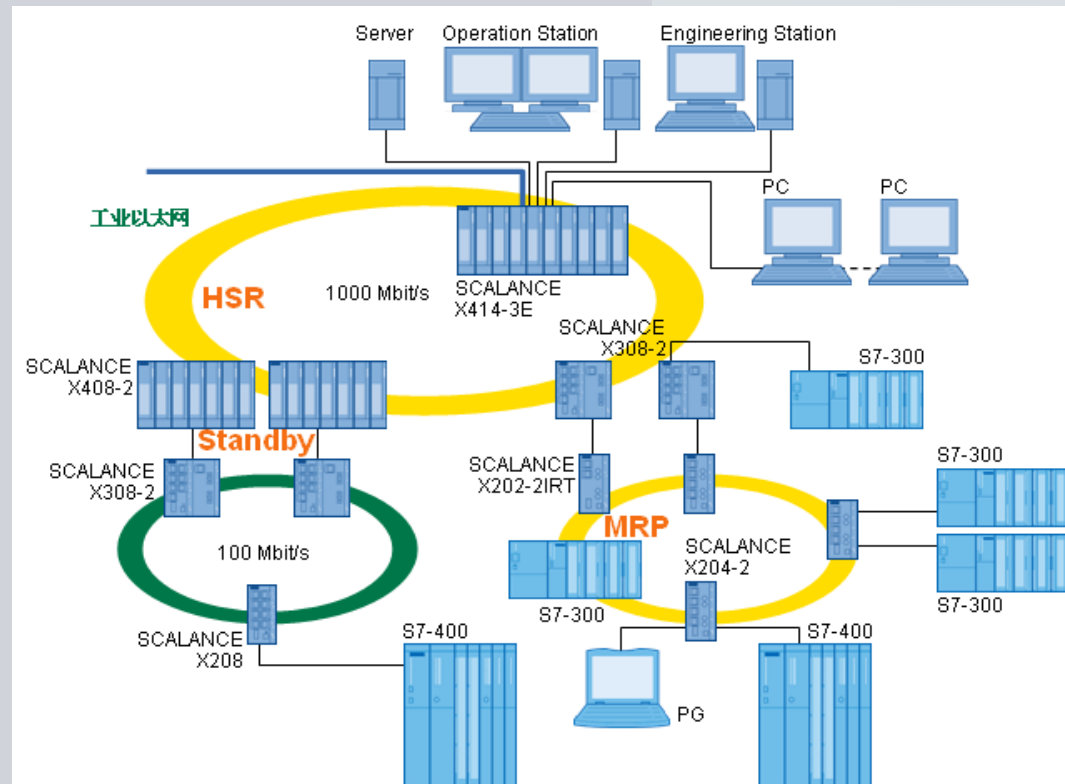 Server
Operation Station
Engineering Station
PC
PC
工业以太网
HSR
1000 Mbit/s
SCALANCE
X414-3E
SCALANCE
X308-2
S7-300
SCALANCE
X408-2
Standby
SCALANCE
X308-2
SCALANCE
X202-2IRT
S7-300
MRP
100 Mbit/s
SCALANCE
X204-2
S7-300
S7-300
SCALANCE
X208
S7-400
S7-400
PG